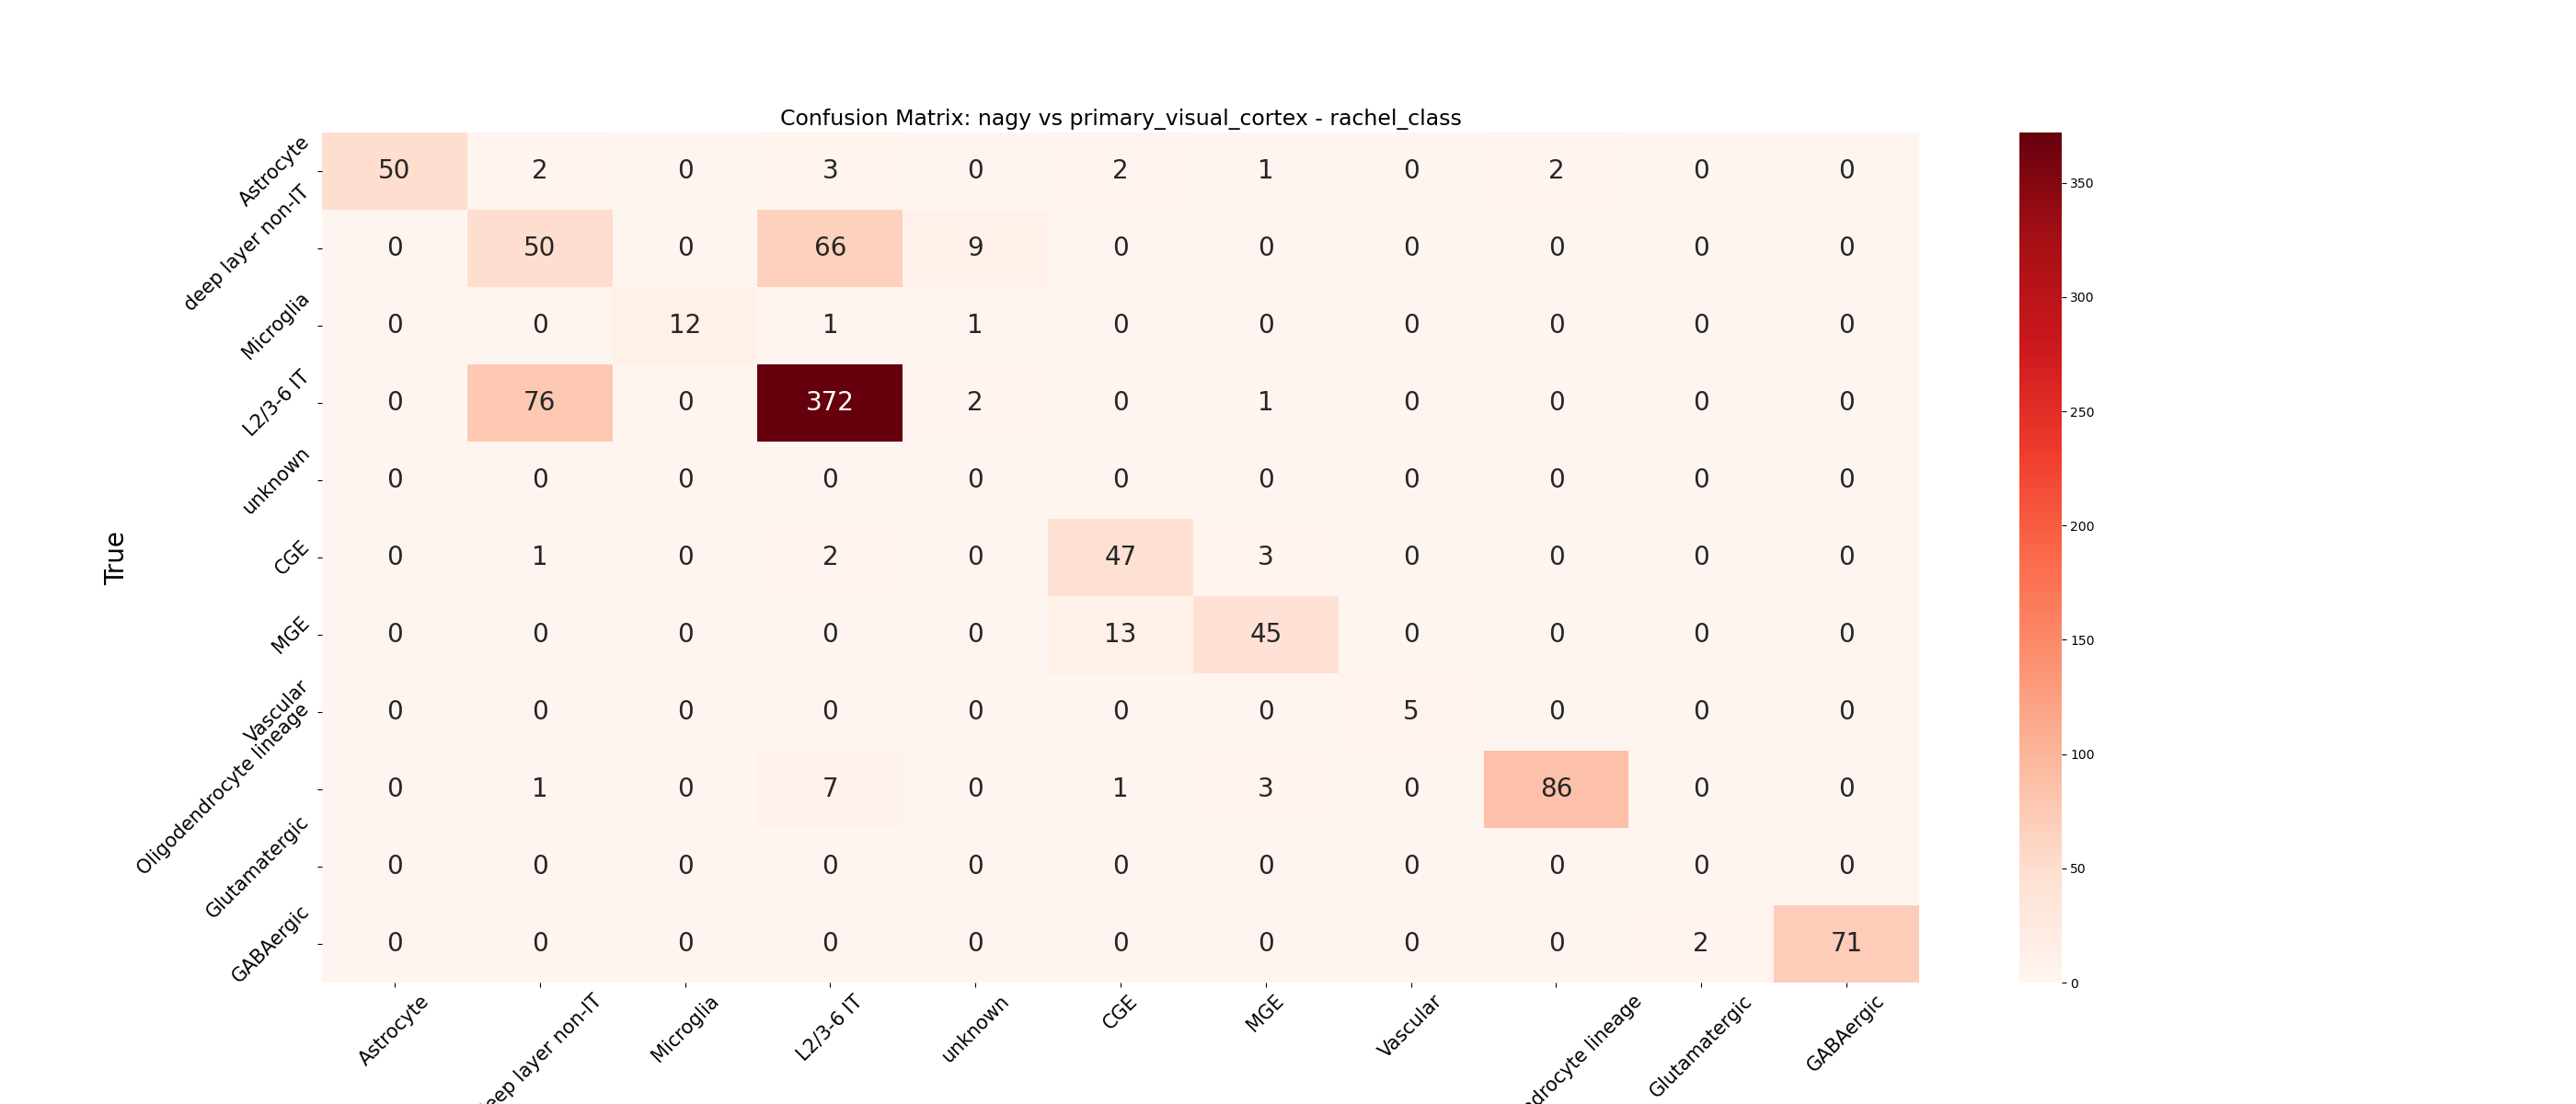 Confusion Matrix: nagy vs primary_visual_cortex - rachel_class
True
Astrocyte 50 2 0 3 0 2 1 0 2 0 0
deep layer non-IT 0 50 0 66 9 0 0 0 0 0 0
Microglia 0 0 12 1 1 0 0 0 0 0 0
L2/3-6 IT 0 76 0 372 2 0 1 0 0 0 0
unknown 0 0 0 0 0 0 0 0 0 0 0
CGE 0 1 0 2 0 47 3 0 0 0 0
MGE 0 0 0 0 0 13 45 0 0 0 0
Vascular 0 0 0 0 0 0 0 5 0 0 0
Oligodendrocyte lineage 0 1 0 7 0 1 3 0 86 0 0
Glutamatergic 0 0 0 0 0 0 0 0 0 0 0
GABAergic 0 0 0 0 0 0 0 0 0 2 71
Astrocyte
eep layer non-IT
Microglia
L2/3-6 IT
unknown
CGE
MGE
Vascular
drocyte lineage
Glutamatergic
GABAergic
350
300
250
200
150
100
50
0